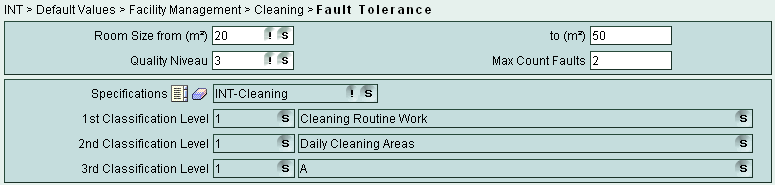 INT > Default Values > Facility Management > Cleaning > Fault Tolerance
Room Size from (m²) 20 ! S to (m²) 50
Quality Niveau 3 ! S Max Count Faults 2
Specifications INT-Cleaning ! S
1st Classification Level 1 S Cleaning Routine Work S
2nd Classification Level 1 S Daily Cleaning Areas S
3rd Classification Level 1 S A S